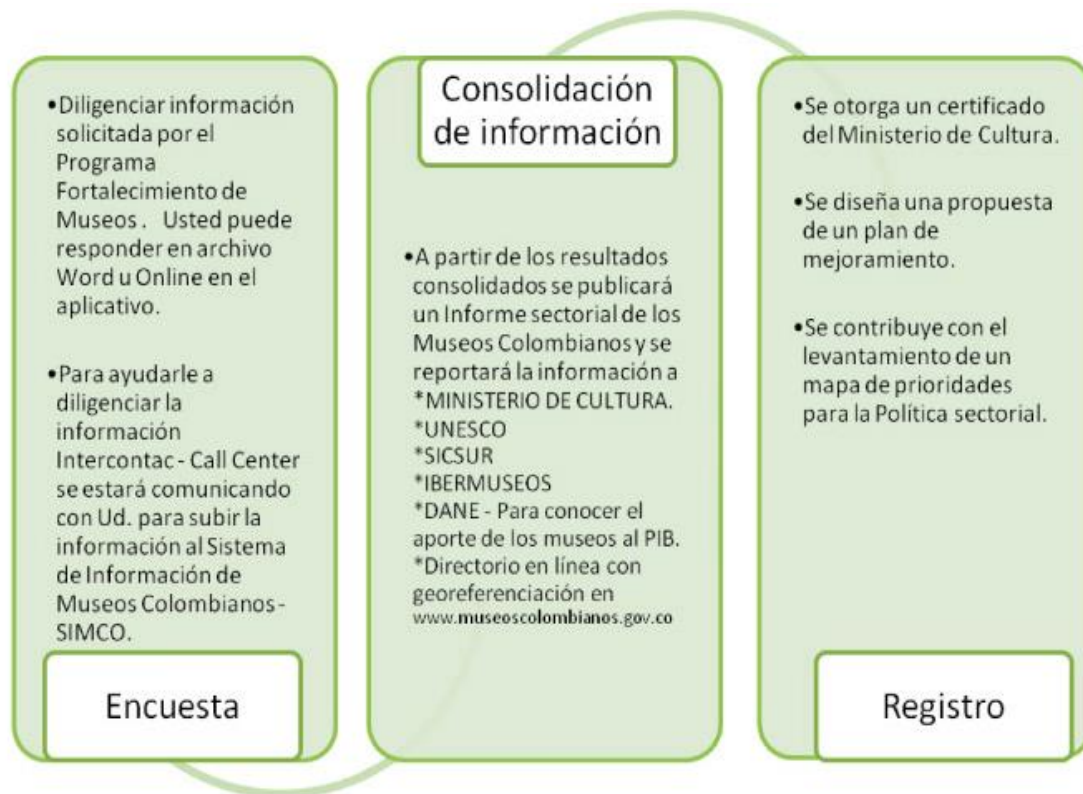 •Diligenciar información
solicitada por el
Programa
Fortalecimiento de
Museos . Usted puede
responder en archivo
Word u Online en el
aplicativo.
•Para ayudarle a
diligenciar la
información
Intercontac - Call Center
se estará comunicando
con Ud. para subir la
información al Sistema
de Información de
Museos Colombianos -
SIMCO.
Encuesta
Consolidación
de información
•A partir de los resultados
consolidados se publicará
un Informe sectorial de los
Museos Colombianos y se
reportará la información a
*MINISTERIO DE CULTURA.
*UNESCO
*SICSUR
*IBERMUSEOS
*DANE - Para conocer el
aporte de los museos al PIB.
*Directorio en línea con
georeferenciación en
www.museoscolombianos.gov.co
•Se otorga un certificado
del Ministerio de Cultura.
•Se diseña una propuesta
de un plan de
mejoramiento.
•Se contribuye con el
levantamiento de un
mapa de prioridades
para la Política sectorial.
Registro